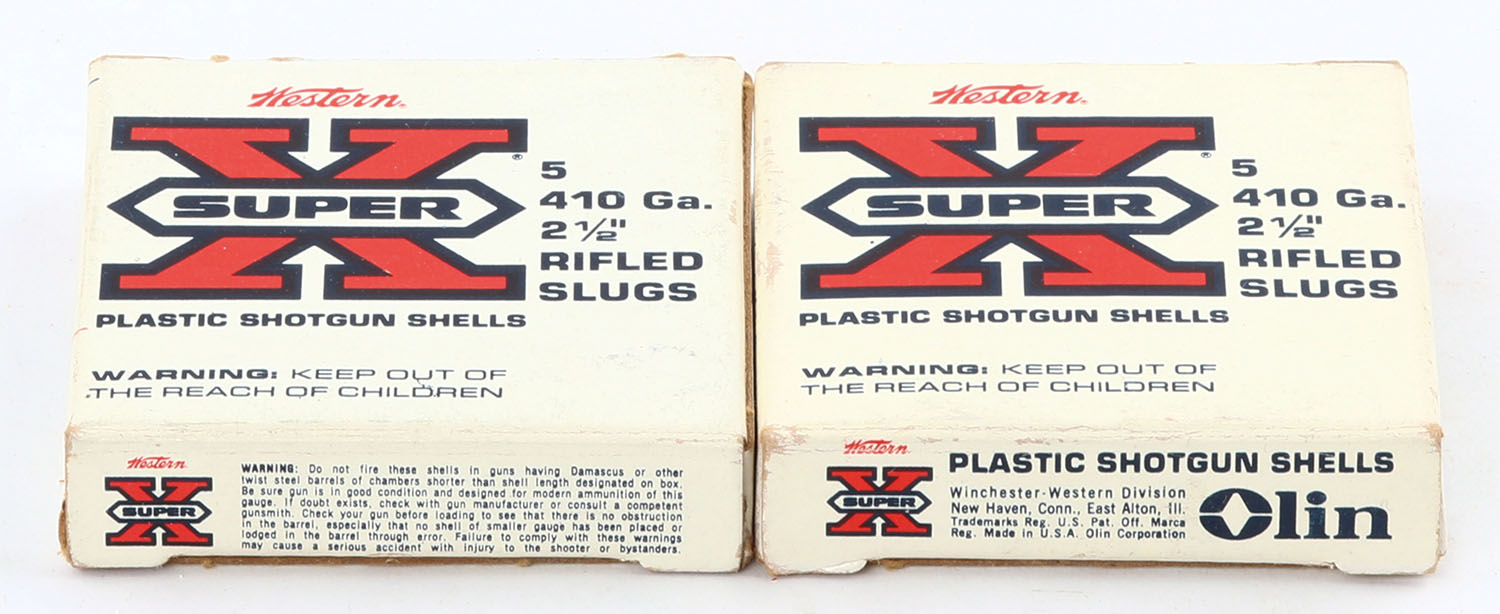 Western.
SUPER X ®
5
410 Ga.
2 1/2"
RIFLED
SLUGS
PLASTIC SHOTGUN SHELLS
WARNING: KEEP OUT OF
THE REACH OF CHILDREN
Western
SUPER X
WARNING: Do not fire these shells in guns having Damascus or other
twist steel barrels of chambers shorter than shell length designated on box.
Be sure gun is in good condition and designed for modern ammunition of this
gauge. If doubt exists, check with gun manufacturer or consult a competent
gunsmith. Check your gun before loading to see that there is no obstruction
in the barrel, especially that no shell of smaller gauge has been placed or
lodged in the barrel through error. Failure to comply with these warnings
may cause a serious accident with injury to the shooter or bystanders.
Western.
SUPER X ®
5
410 Ga.
2 1/2"
RIFLED
SLUGS
PLASTIC SHOTGUN SHELLS
WARNING: KEEP OUT OF
THE REACH OF CHILDREN
Western
SUPER X
PLASTIC SHOTGUN SHELLS
Winchester-Western Division
New Haven, Conn., East Alton, Ill.
Trademarks Reg. U.S. Pat. Off. Marca
Reg. Made in U.S.A. Olin Corporation
Olin